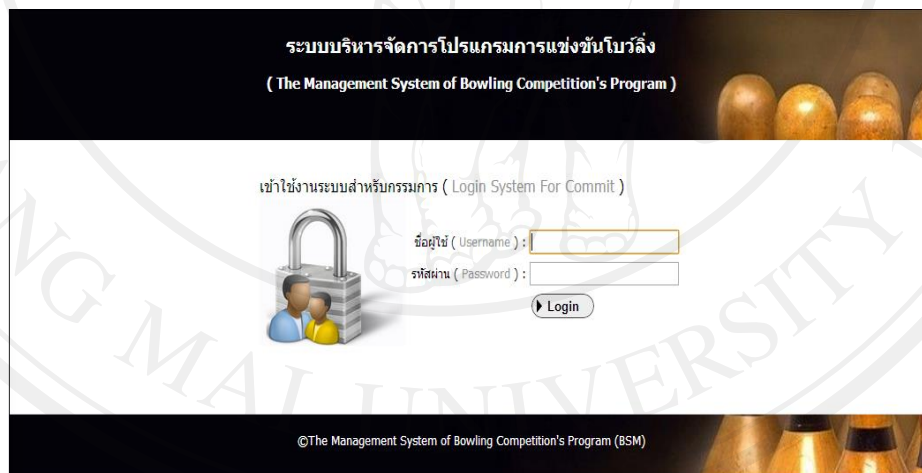 ระบบบริหารจัดการโปรแกรมการแข่งขันโบว์ลิ่ง
( The Management System of Bowling Competition's Program )
เข้าใช้งานระบบสำหรับกรรมการ ( Login System For Commit )
ชื่อผู้ใช้ ( Username ) :
รหัสผ่าน ( Password ) :
Login
©The Management System of Bowling Competition's Program (BSM)
NG MAI UNIVERSITY